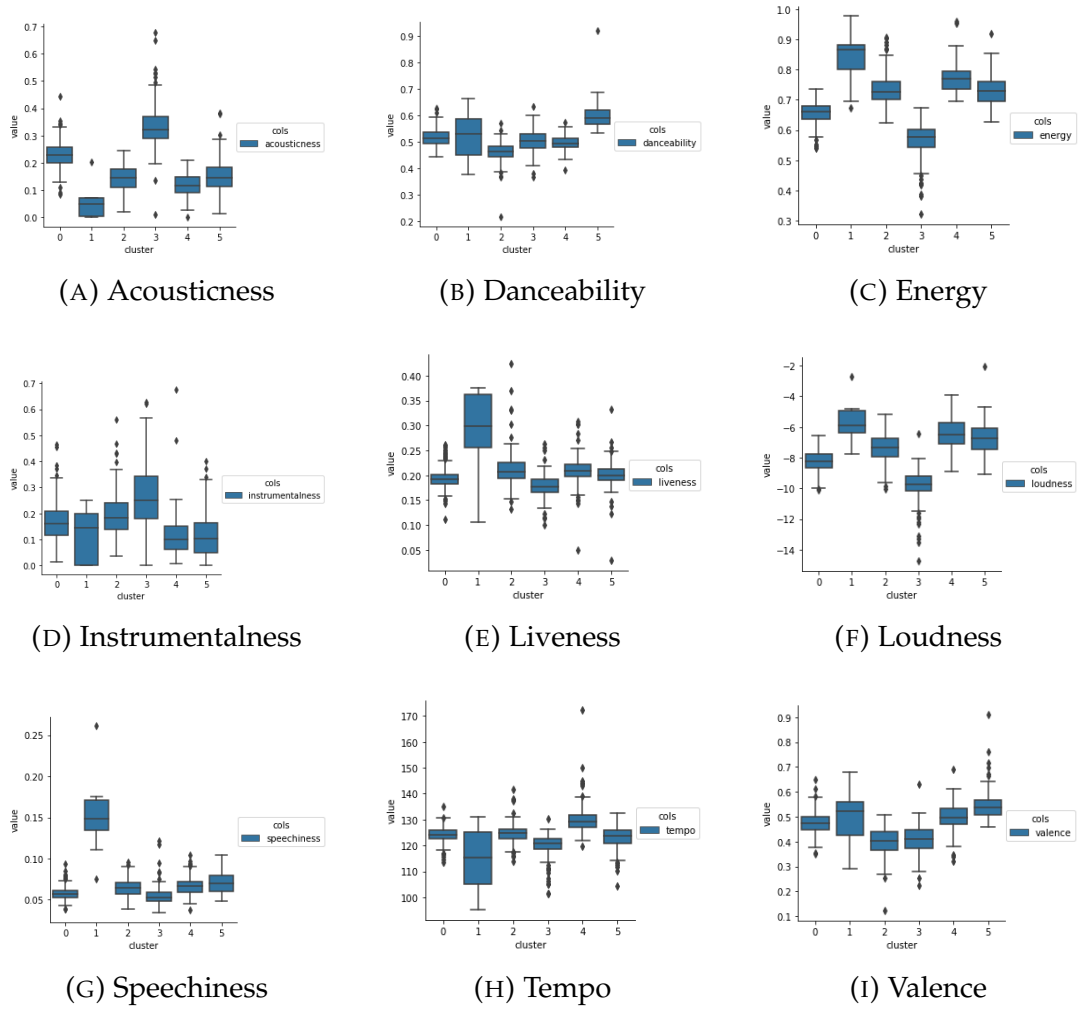 0.7
0.6
0.5
0.4
0.3
0.2
0.1
0.0
value
0 1 2 3 4 5
cluster
cols
acousticness
(A) Acousticness
0.9
0.8
0.7
0.6
0.5
0.4
0.3
0.2
value
0 1 2 3 4 5
cluster
cols
danceability
(B) Danceability
1.0
0.9
0.8
0.7
0.6
0.5
0.4
0.3
value
0 1 2 3 4 5
cluster
cols
energy
(C) Energy
0.7
0.6
0.5
0.4
0.3
0.2
0.1
0.0
value
0 1 2 3 4 5
cluster
cols
instrumentalness
(D) Instrumentalness
0.40
0.35
0.30
0.25
0.20
0.15
0.10
0.05
value
0 1 2 3 4 5
cluster
cols
liveness
(E) Liveness
−2
−4
−6
−8
−10
−12
−14
value
0 1 2 3 4 5
cluster
cols
loudness
(F) Loudness
0.25
0.20
0.15
0.10
0.05
value
0 1 2 3 4 5
cluster
cols
speechiness
(G) Speechiness
170
160
150
140
130
120
110
100
value
0 1 2 3 4 5
cluster
cols
tempo
(H) Tempo
0.9
0.8
0.7
0.6
0.5
0.4
0.3
0.2
0.1
value
0 1 2 3 4 5
cluster
cols
valence
(I) Valence